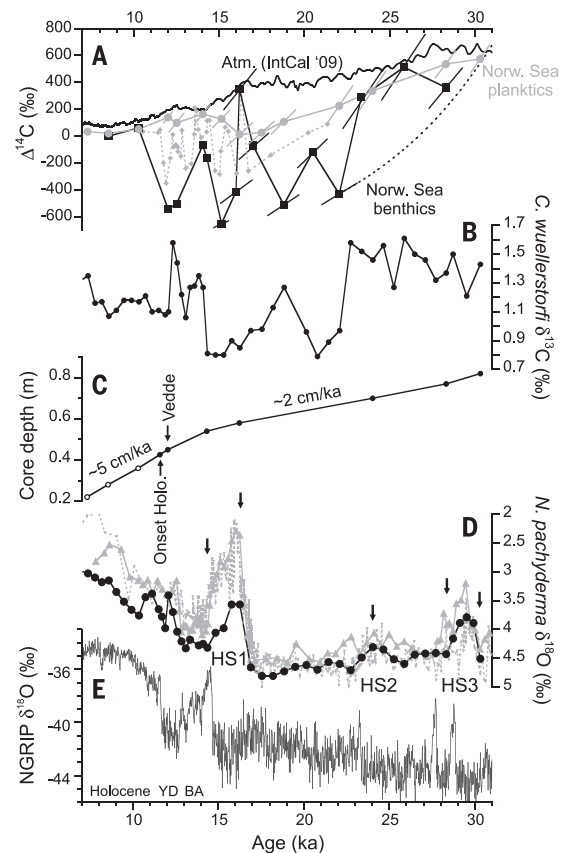 10 15 20 25 30
800
600
400
200
0
-200
-400
-600
Δ¹⁴C (‰)
A
Atm. (IntCal ‘09)
Norw. Sea
planktics
Norw. Sea
benthics
B
1.7
1.5
1.3
1.1
0.9
0.7
C. wuellerstorfi δ¹³C (‰)
C
0.8
0.6
0.4
0.2
Core depth (m)
~5 cm/ka
Vedde
Onset Holo.
~2 cm/ka
D
2
2.5
3
3.5
4
4.5
5
N. pachyderma δ¹⁸O (‰)
HS1
HS2
HS3
E
-36
-40
-44
NGRIP δ¹⁸O (‰)
Holocene YD BA
10 15 20 25 30
Age (ka)